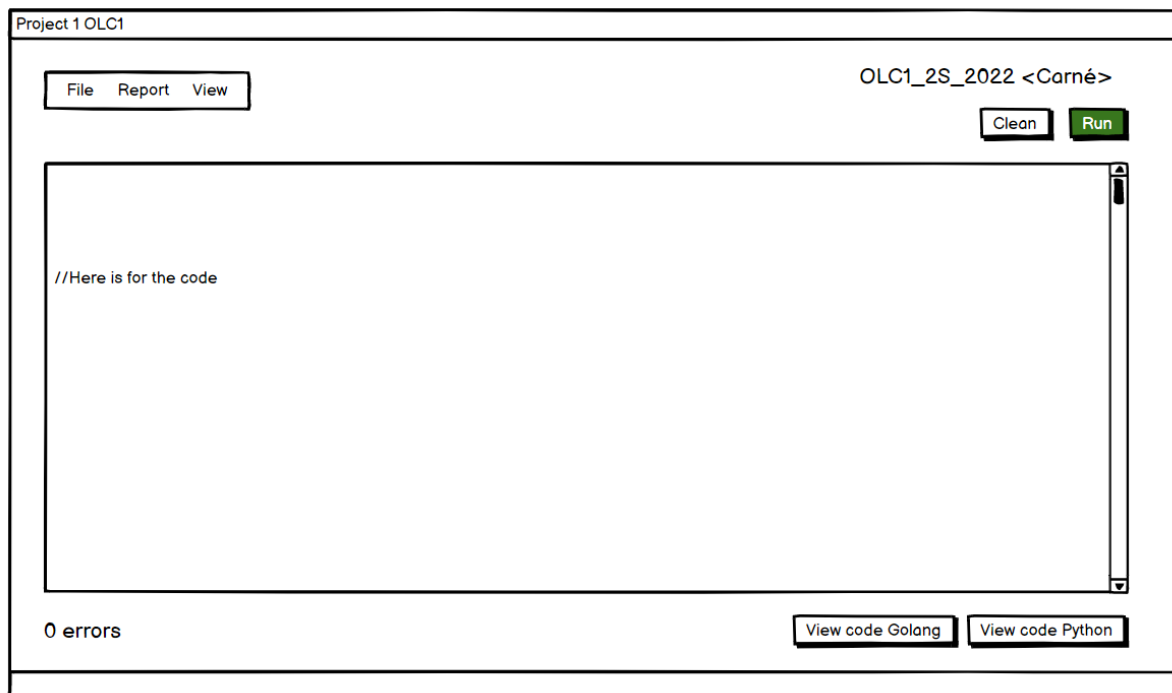 Project 1 OLC1
OLC1_2S_2022 <Carné>
File Report View
Clean Run
//Here is for the code
0 errors
View code Golang View code Python